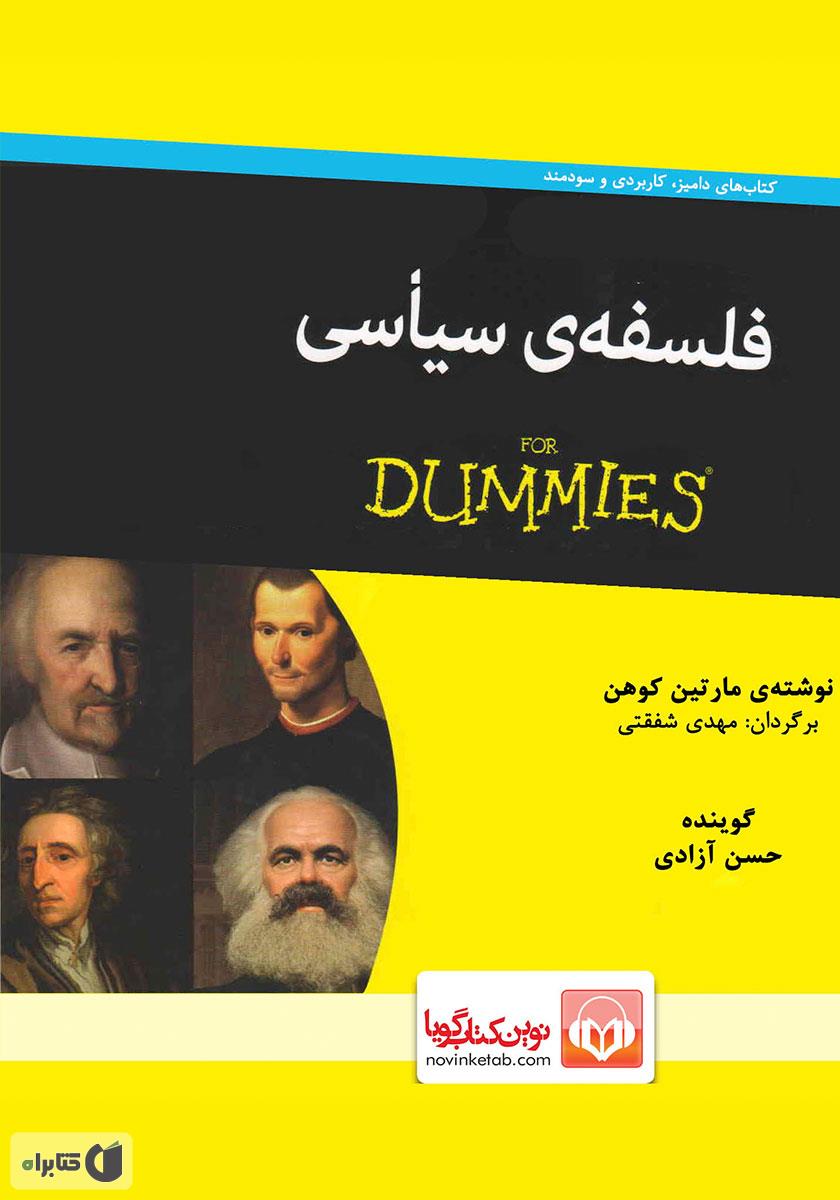 کتاب‌های دامیز، کاربردی و سودمند
فلسفه‌ی سیأسی
FOR
DUMMIES®
نوشته‌ی مارتین کوهن
برگردان: مهدی شفقتی
گوینده
حسن آزادی
نوین کتاب گویا
novinketab.com
کتابراه